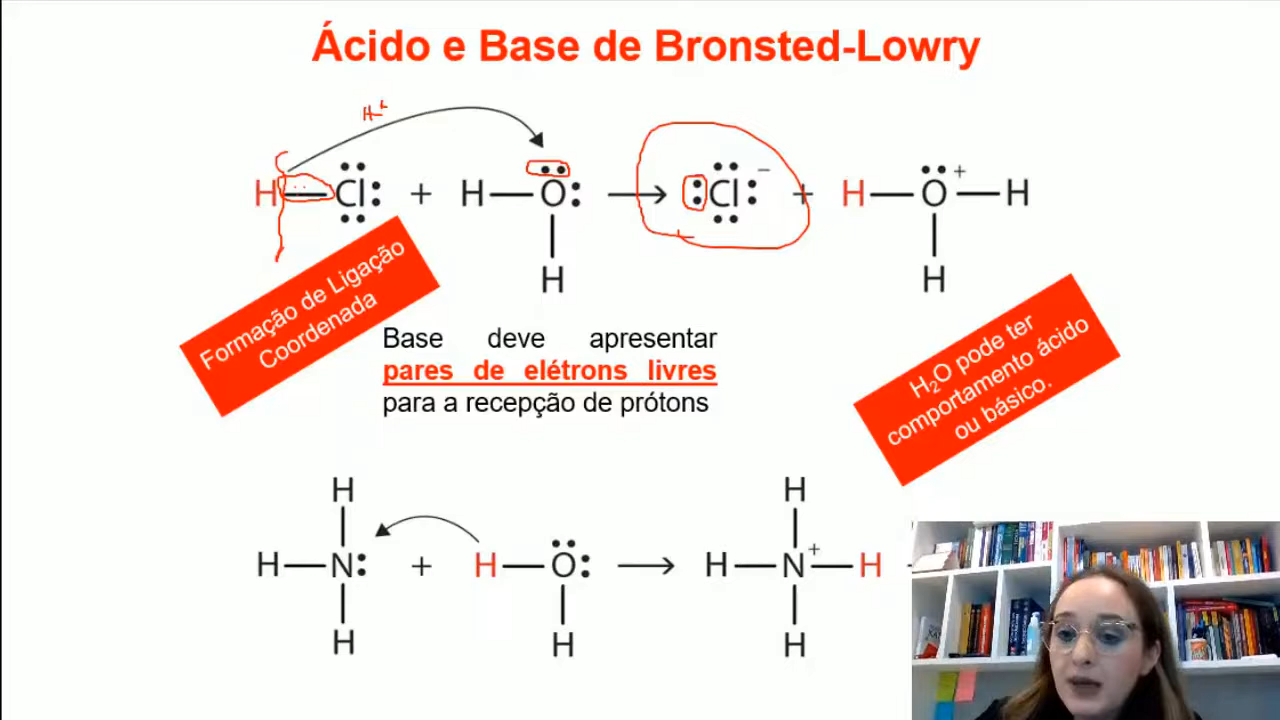 Ácido e Base de Bronsted-Lowry
H+
H—Cl: + H—O: → :Cl:⁻ + H—O⁺—H
H H
Formação de Ligação
Coordenada
Base deve apresentar
pares de elétrons livres
para a recepção de prótons
H₂O pode ter
comportamento ácido
ou básico.
H H
H—N: + H—O: → H—N⁺—H
H H H